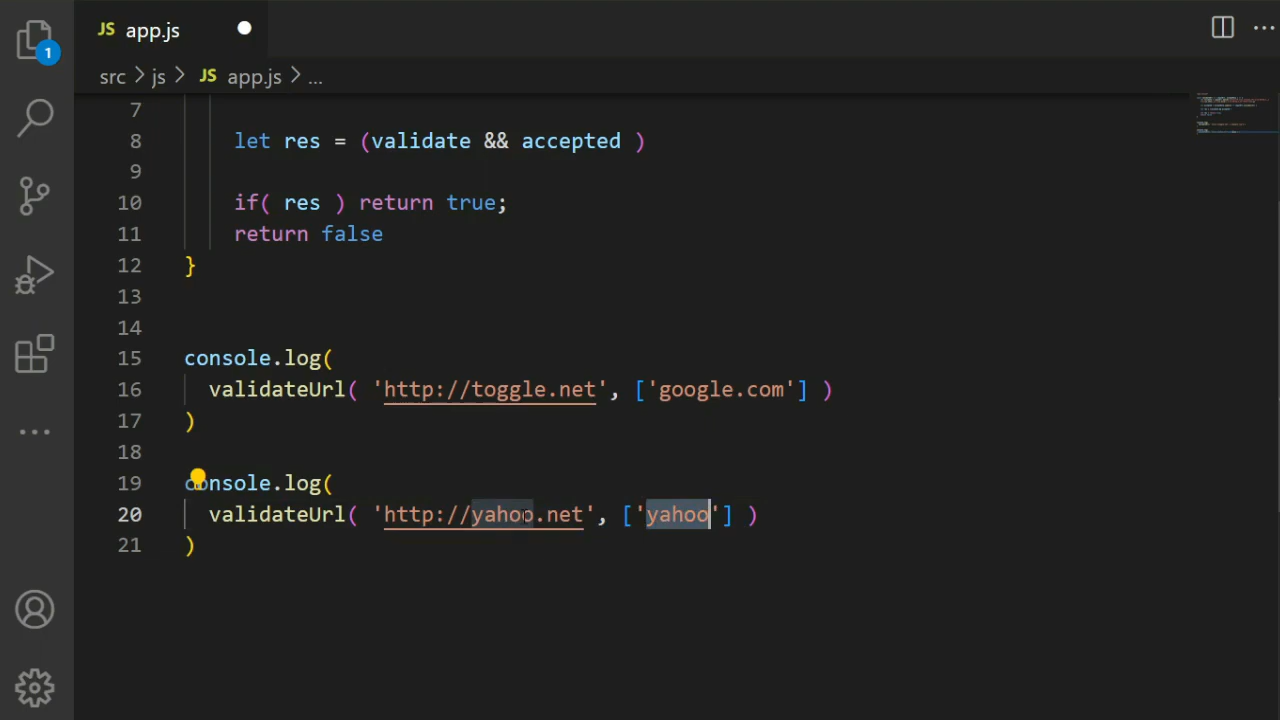 JS app.js
1
src > js > JS app.js > ...
7
8 let res = (validate && accepted )
9
10 if( res ) return true;
11 return false
12 }
13
14
15 console.log(
16 validateUrl( 'http://toggle.net', ['google.com'] )
17 )
18
19 console.log(
20 validateUrl( 'http://yahoo.net', ['yahoo'] )
21 )